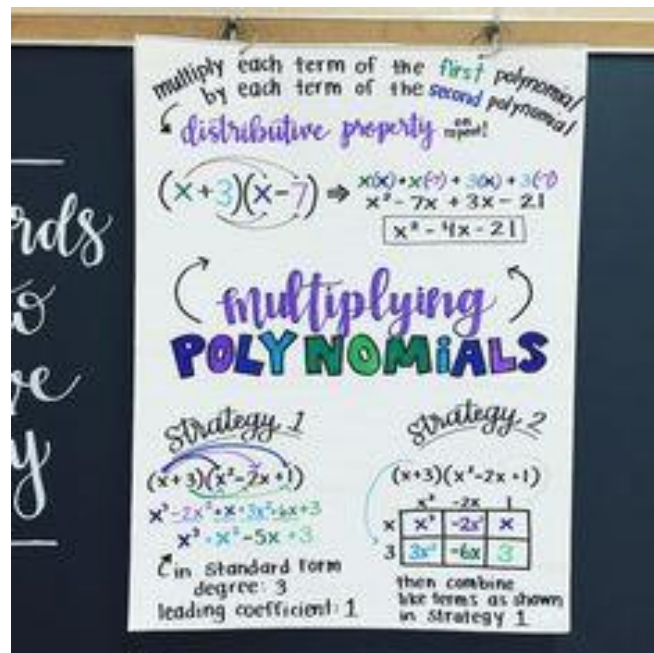 multiply each term of the first polynomial
by each term of the second polynomial
distributive property on repeat!
(x+3)(x-7) ⇒ x(x)+x(-7)+3(x)+3(-7)
x²-7x+3x-21
x²-4x-21
multiplying
POLYNOMiALS
strategy 1
(x+3)(x²-2x+1)
x³-2x²+x+3x²-6x+3
x³+x²-5x+3
in standard form
degree: 3
leading coefficient: 1
strategy 2
(x+3)(x²-2x+1)
x² -2x 1
x x³ -2x² x
3 3x² -6x 3
then combine
like terms as shown
in strategy 1